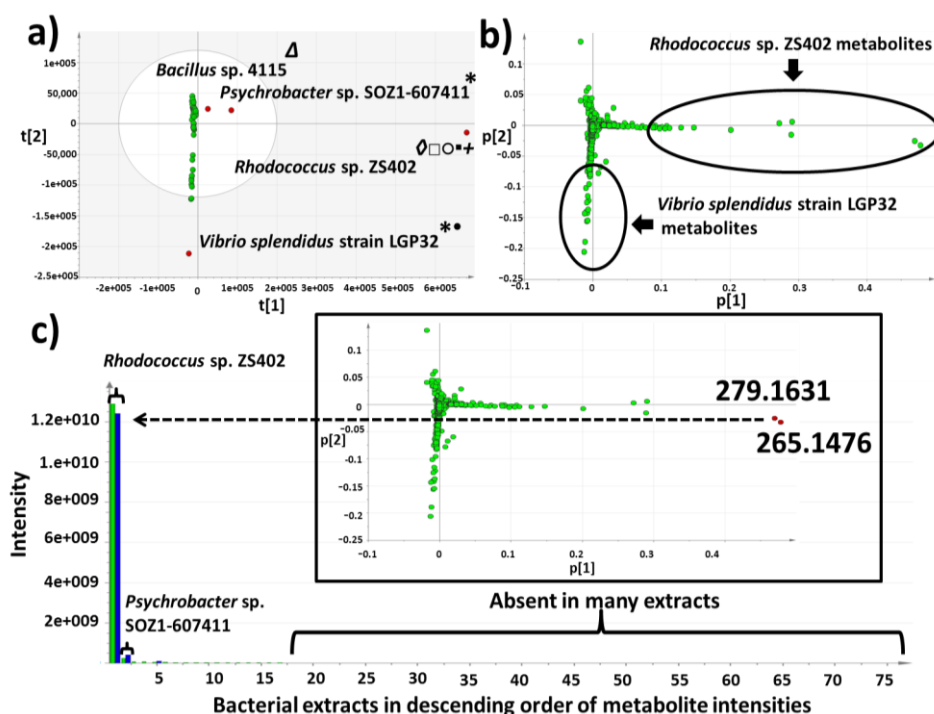 a)
1.e+005
50,000
0
-50,000
-1e+005
-1.5e+005
-2.e+005
-2.5e+005
t[2]
Δ
Bacillus sp. 4115
Psychrobacter sp. SOZ1-607411 *
◊□○▪+
Rhodococcus sp. ZS402
Vibrio splendidus strain LGP32 *●
-2e+005 -1e+005 0 1e+005 2e+005 3e+005 4e+005 5e+005 6e+005
t[1]
b)
0.1
0.05
0
p[2]
-0.05
-0.1
-0.15
-0.2
-0.25
Rhodococcus sp. ZS402 metabolites
Vibrio splendidus strain LGP32
metabolites
-0.1 0 0.1 0.2 0.3 0.4
p[1]
c)
Rhodococcus sp. ZS402
Intensity
1.2e+010
1.e+010
8e+009
6e+009
4e+009
2e+009
Psychrobacter sp.
SOZ1-607411
0.1
0.05
0
p[2]
-0.05
-0.1
-0.15
-0.2
-0.25
279.1631
265.1476
-0.1 0 0.1 0.2 0.3 0.4
p[1]
Absent in many extracts
5 10 15 20 25 30 35 40 45 50 55 60 65 70 75
Bacterial extracts in descending order of metabolite intensities